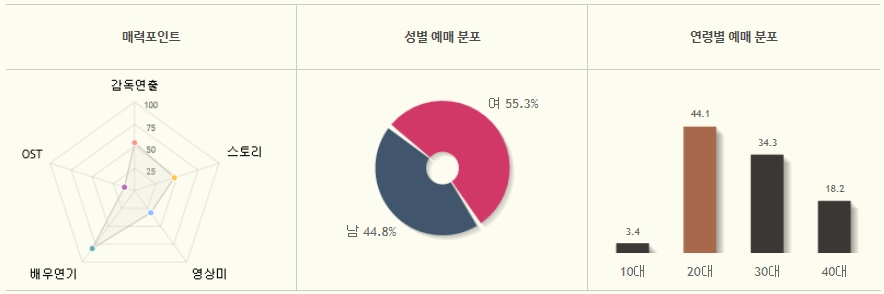 매력포인트
감독연출
100
75
50
25
스토리
OST
배우연기
영상미
성별 예매 분포
여 55.3%
남 44.8%
연령별 예매 분포
44.1
34.3
18.2
3.4
10대 20대 30대 40대